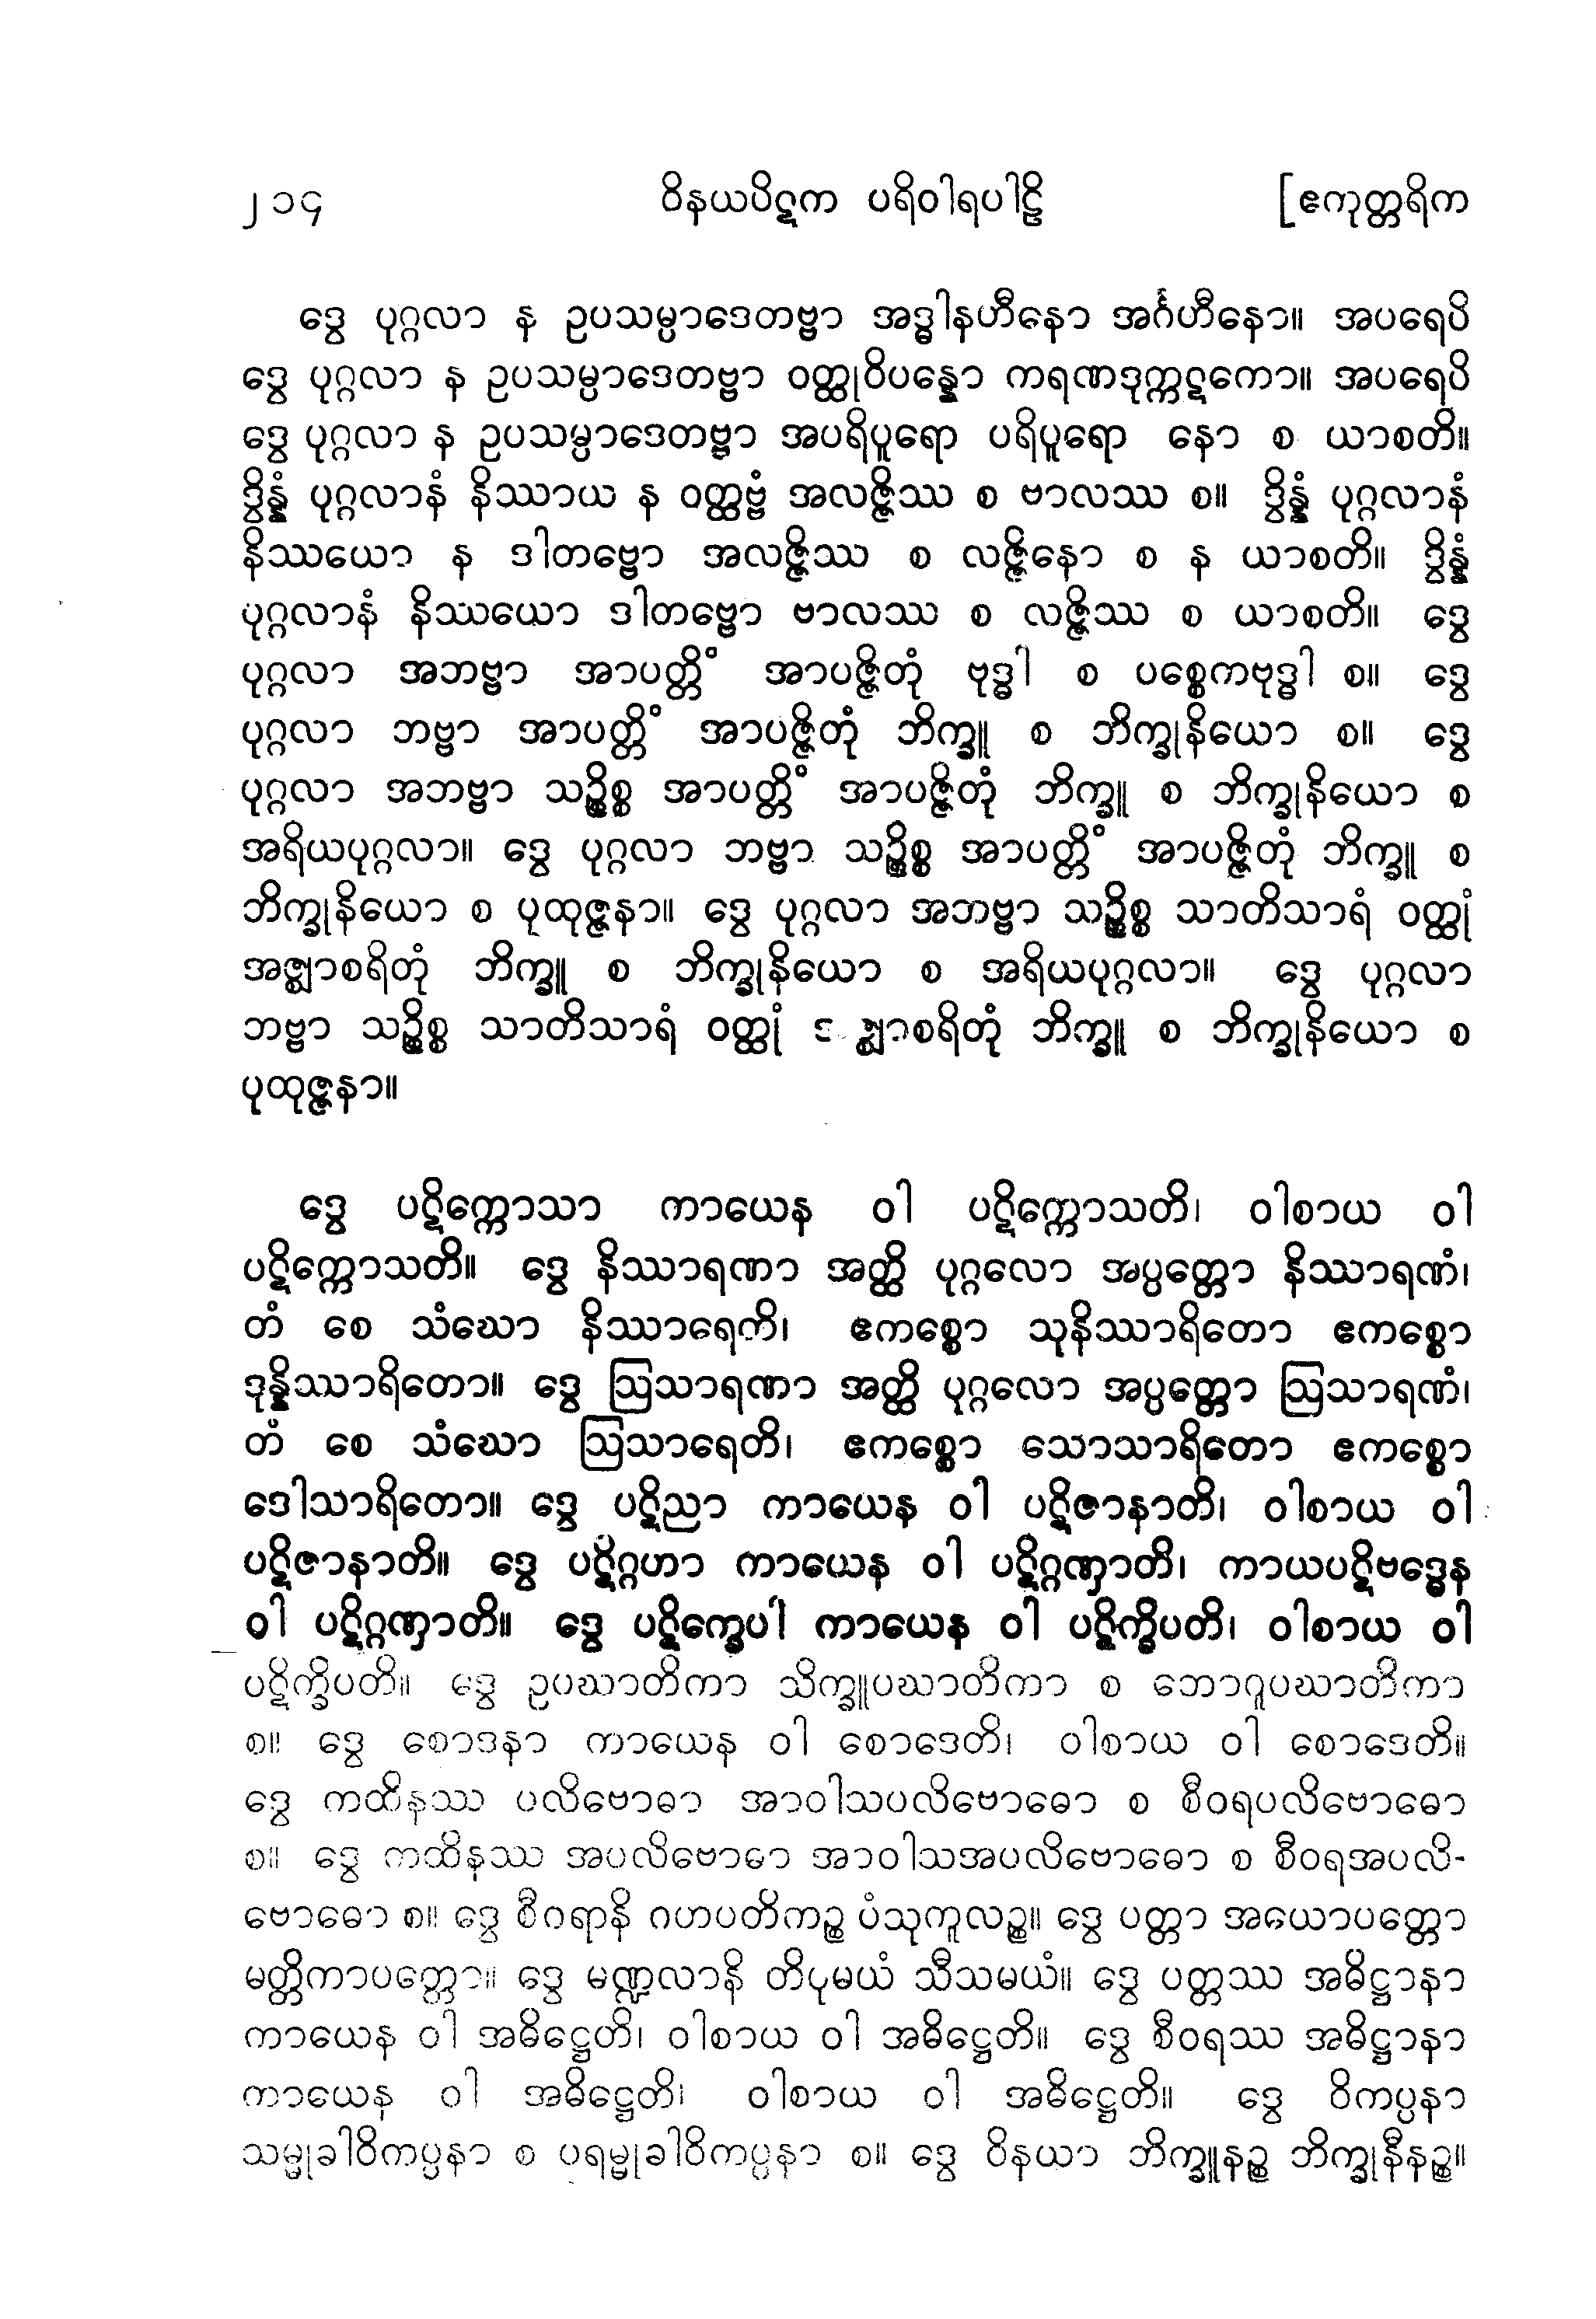 ၂၁၄ ဝိနယပိဋက ပရိဝါရပါဠိ [ဧကုတ္တရိက
ဒွေ ပုဂ္ဂလာ န ဥပသမ္ပာဒေတဗ္ဗာ အဒ္ဓါနဟီနော အင်္ဂဟီနော။ အပရေပိ
ဒွေ ပုဂ္ဂလာ န ဥပသမ္ပာဒေတဗ္ဗာ ဝတ္ထုဝိပန္နော ကရဏဒုက္ကဋကော။ အပရေပိ
ဒွေ ပုဂ္ဂလာ န ဥပသမ္ပာဒေတဗ္ဗာ အပရိပူရော ပရိပူရော နော စ ယာစတိ။
ဒွိန္နံ ပုဂ္ဂလာနံ နိဿာယ န ဝတ္ထဗ္ဗံ အလဇ္ဇိဿ စ ဗာလဿ စ။ ဒွိန္နံ ပုဂ္ဂလာနံ
နိဿယော န ဒါတဗ္ဗော အလဇ္ဇိဿ စ လဇ္ဇိနော စ န ယာစတိ။ ဒွိန္နံ
ပုဂ္ဂလာနံ နိဿယော ဒါတဗ္ဗော ဗာလဿ စ လဇ္ဇိဿ စ ယာစတိ။ ဒွေ
ပုဂ္ဂလာ အဘဗ္ဗာ အာပတ္တိံ အာပဇ္ဇိတုံ ဗုဒ္ဓါ စ ပစ္စေကဗုဒ္ဓါ စ။ ဒွေ
ပုဂ္ဂလာ ဘဗ္ဗာ အာပတ္တိံ အာပဇ္ဇိတုံ ဘိက္ခူ စ ဘိက္ခုနိယော စ။ ဒွေ
ပုဂ္ဂလာ အဘဗ္ဗာ သဉ္စိစ္စ အာပတ္တိံ အာပဇ္ဇိတုံ ဘိက္ခူ စ ဘိက္ခုနိယော စ
အရိယပုဂ္ဂလာ။ ဒွေ ပုဂ္ဂလာ ဘဗ္ဗာ သဉ္စိစ္စ အာပတ္တိံ အာပဇ္ဇိတုံ ဘိက္ခူ စ
ဘိက္ခုနိယော စ ပုထုဇ္ဇနာ။ ဒွေ ပုဂ္ဂလာ အဘဗ္ဗာ သဉ္စိစ္စ သာတိသာရံ ဝတ္ထုံ
အဇ္ဈာစရိတုံ ဘိက္ခူ စ ဘိက္ခုနိယော စ အရိယပုဂ္ဂလာ။ ဒွေ ပုဂ္ဂလာ
ဘဗ္ဗာ သဉ္စိစ္စ သာတိသာရံ ဝတ္ထုံ အဇ္ဈာစရိတုံ ဘိက္ခူ စ ဘိက္ခုနိယော စ
ပုထုဇ္ဇနာ။
ဒွေ ပဋိက္ကောသာ ကာယေန ဝါ ပဋိက္ကောသတိ၊ ဝါစာယ ဝါ
ပဋိက္ကောသတိ။ ဒွေ နိဿာရဏာ အတ္ထိ ပုဂ္ဂလော အပ္ပတ္တော နိဿာရဏံ၊
တံ စေ သံဃော နိဿာရေတိ၊ ဧကစ္စော သုနိဿာရိတော ဧကစ္စော
ဒုန္နိဿာရိတော။ ဒွေ ဩသာရဏာ အတ္ထိ ပုဂ္ဂလော အပ္ပတ္တော ဩသာရဏံ၊
တံ စေ သံဃော ဩသာရေတိ၊ ဧကစ္စော သောသာရိတော ဧကစ္စော
ဒေါသာရိတော။ ဒွေ ပဋိညာ ကာယေန ဝါ ပဋိဇာနာတိ၊ ဝါစာယ ဝါ
ပဋိဇာနာတိ။ ဒွေ ပဋိဂ္ဂဟာ ကာယေန ဝါ ပဋိဂ္ဂဏှာတိ၊ ကာယပဋိဗဒ္ဓေန
ဝါ ပဋိဂ္ဂဏှာတိ။ ဒွေ ပဋိက္ခေပါ ကာယေန ဝါ ပဋိက္ခိပတိ၊ ဝါစာယ ဝါ
ပဋိက္ခိပတိ။ ဒွေ ဥပဃာတိကာ သိက္ခူပဃာတိကာ စ ဘောဂူပဃာတိကာ
စ။ ဒွေ စောဒနာ ကာယေန ဝါ စောဒေတိ၊ ဝါစာယ ဝါ စောဒေတိ။
ဒွေ ကထိနဿ ပလိဗောဓာ အာဝါသပလိဗောဓော စ စီဝရပလိဗောဓော
စ။ ဒွေ ကထိနဿ အပလိဗောဓာ အာဝါသအပလိဗောဓော စ စီဝရအပလိ-
ဗောဓော စ။ ဒွေ စီဝရာနိ ဂဟပတိကဉ္စ ပံသုကူလဉ္စ။ ဒွေ ပတ္တာ အယောပတ္တော
မတ္တိကာပတ္တော။ ဒွေ မဏ္ဍလာနိ တိပုမယံ သီသမယံ။ ဒွေ ပတ္တဿ အဓိဋ္ဌာနာ
ကာယေန ဝါ အဓိဋ္ဌေတိ၊ ဝါစာယ ဝါ အဓိဋ္ဌေတိ။ ဒွေ စီဝရဿ အဓိဋ္ဌာနာ
ကာယေန ဝါ အဓိဋ္ဌေတိ၊ ဝါစာယ ဝါ အဓိဋ္ဌေတိ။ ဒွေ ဝိကပ္ပနာ
သမ္မုခါဝိကပ္ပနာ စ ပရမ္မုခါဝိကပ္ပနာ စ။ ဒွေ ဝိနယာ ဘိက္ခူနဉ္စ ဘိက္ခုနီနဉ္စ။